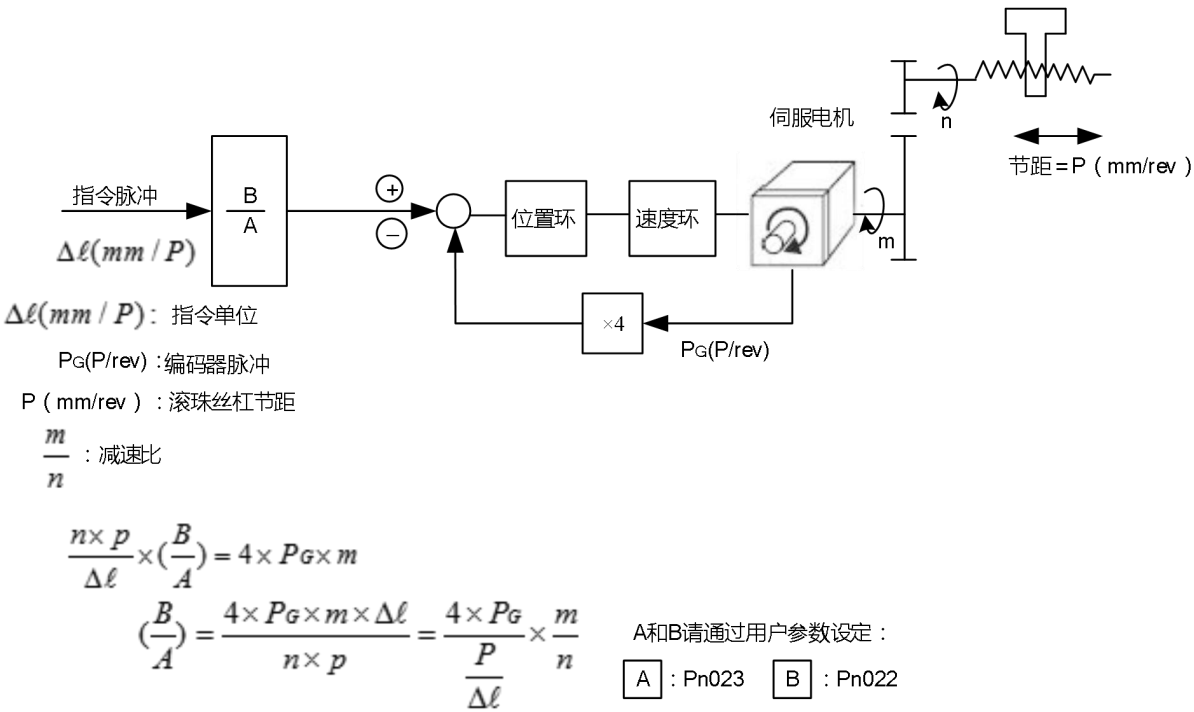 伺服电机
n
节距=P（mm/rev）
指令脉冲
B
A
+
−
位置环
速度环
m
Δℓ(mm / P)
×4
PG(P/rev)
Δℓ(mm / P)：指令单位
PG(P/rev)：编码器脉冲
P（mm/rev）：滚珠丝杠节距
m/n ：减速比
n×p/Δℓ ×(B/A) = 4×PG×m
(B/A) = 4×PG×m×Δℓ / n×p = 4×PG / (P/Δℓ) × m/n
A和B请通过用户参数设定：
A：Pn023 B：Pn022